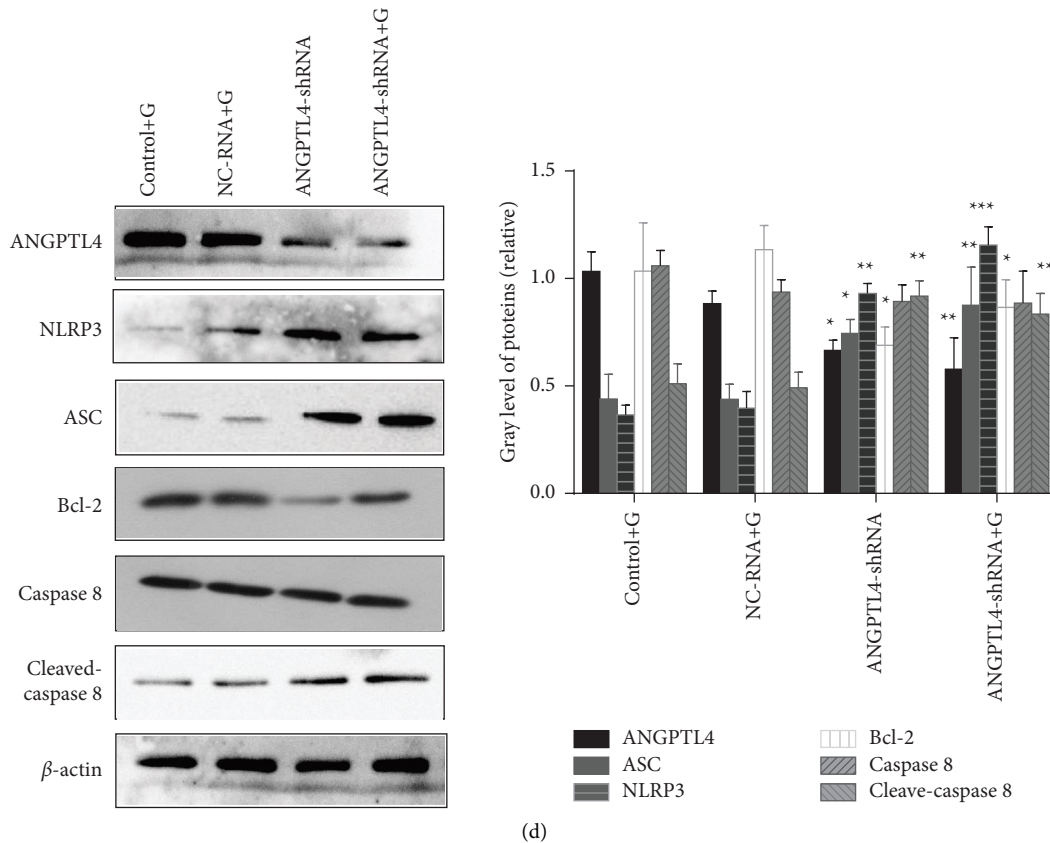 Control+G
NC-RNA+G
ANGPTL4-shRNA
ANGPTL4-shRNA+G
ANGPTL4
NLRP3
ASC
Bcl-2
Caspase 8
Cleaved-
caspase 8
β-actin
Gray level of pteins (relative)
1.5
1.0
0.5
0.0
*
*
**
*
**
**
**
***
*
**
Control+G
NC-RNA+G
ANGPTL4-shRNA
ANGPTL4-shRNA+G
ANGPTL4
ASC
NLRP3
Bcl-2
Caspase 8
Cleave-caspase 8
(d)